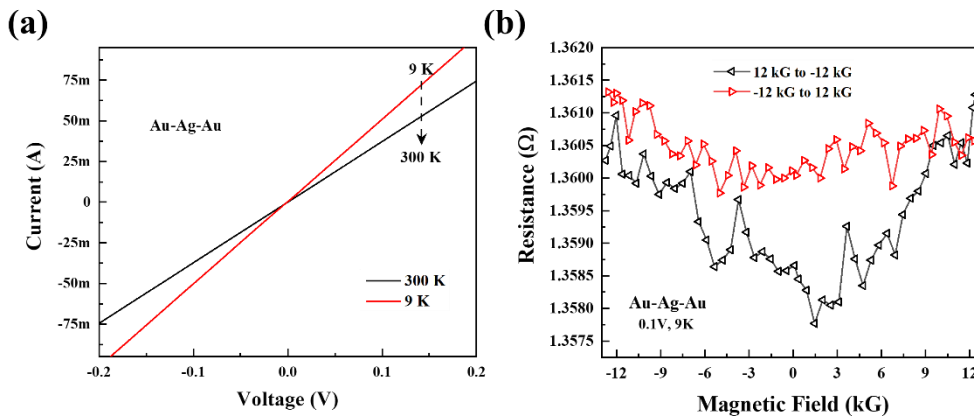 (a)
Current (A)
75m
50m
25m
0
-25m
-50m
-75m
Au-Ag-Au
9 K
300 K
300 K
9 K
-0.2
-0.1
0.0
0.1
0.2
Voltage (V)
(b)
Resistance (Ω)
1.3620
1.3615
1.3610
1.3605
1.3600
1.3595
1.3590
1.3585
1.3580
1.3575
12 kG to -12 kG
-12 kG to 12 kG
Au-Ag-Au
0.1V, 9K
-12
-9
-6
-3
0
3
6
9
12
Magnetic Field (kG)